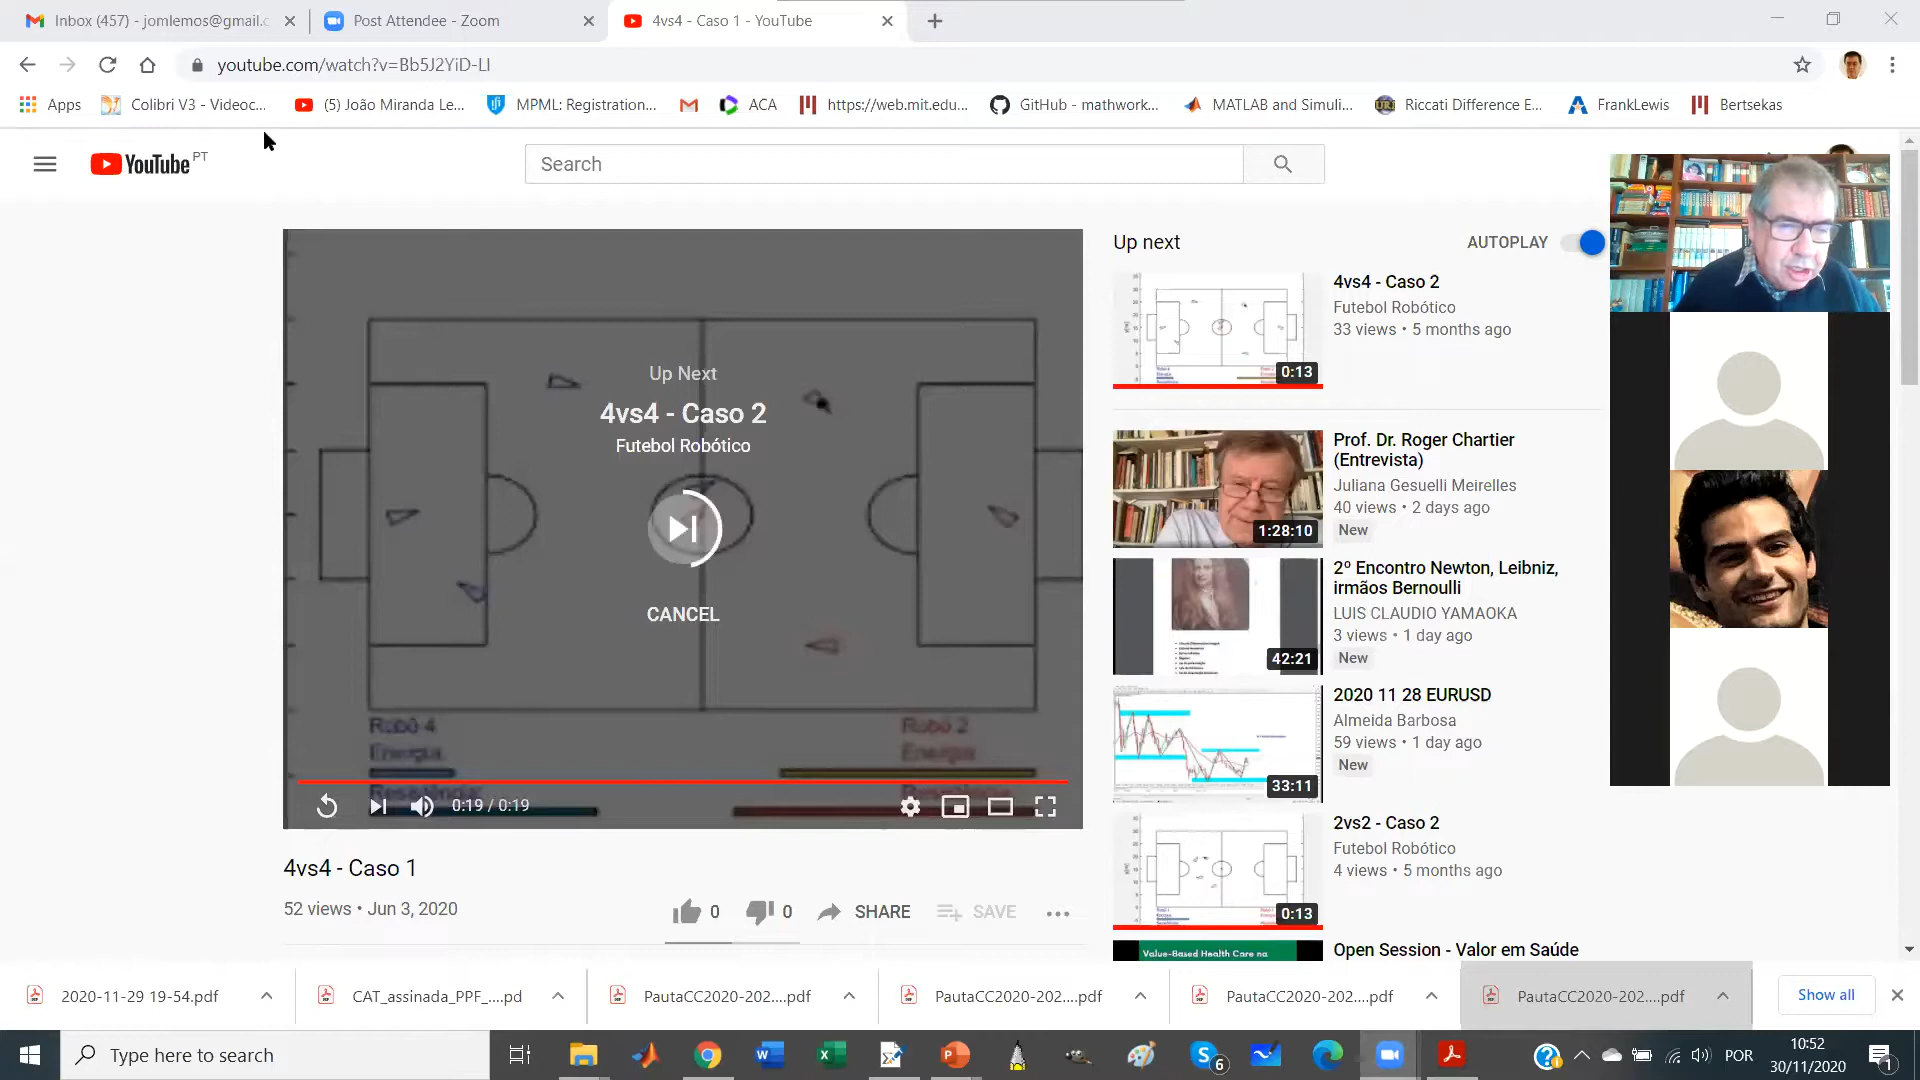 Inbox (457) - jomlemos@gmail.c
Post Attendee - Zoom
4vs4 - Caso 1 - YouTube
youtube.com/watch?v=Bb5J2YiD-LI
Apps
Colibri V3 - Videoc...
(5) João Miranda Le...
MPML: Registration...
ACA
https://web.mit.edu...
GitHub - mathwork...
MATLAB and Simuli...
Riccati Difference E...
FrankLewis
Bertsekas
YouTube PT
Search
Up Next
4vs4 - Caso 2
Futebol Robótico
CANCEL
Robô 4
Energia
Robô 2
Energia
Resistência
0:19 / 0:19
4vs4 - Caso 1
52 views • Jun 3, 2020
0
0
SHARE
SAVE
Up next
AUTOPLAY
4vs4 - Caso 2
Futebol Robótico
33 views • 5 months ago
0:13
Prof. Dr. Roger Chartier
(Entrevista)
Juliana Gesuelli Meirelles
40 views • 2 days ago
New
1:28:10
2º Encontro Newton, Leibniz,
irmãos Bernoulli
LUIS CLAUDIO YAMAOKA
3 views • 1 day ago
New
42:21
2020 11 28 EURUSD
Almeida Barbosa
59 views • 1 day ago
New
33:11
2vs2 - Caso 2
Futebol Robótico
4 views • 5 months ago
0:13
Value-Based Health Care na
Open Session - Valor em Saúde
2020-11-29 19-54.pdf
CAT_assinada_PPF_....pd
PautaCC2020-202....pdf
PautaCC2020-202....pdf
PautaCC2020-202....pdf
PautaCC2020-202....pdf
Show all
Type here to search
6
POR
10:52
30/11/2020
1